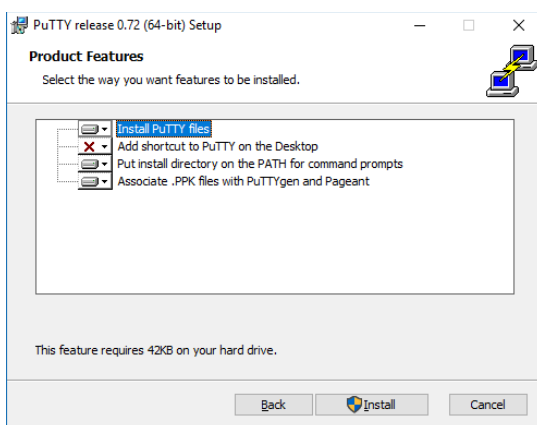 PuTTY release 0.72 (64-bit) Setup
Product Features
Select the way you want features to be installed.
Install PuTTY files
Add shortcut to PuTTY on the Desktop
Put install directory on the PATH for command prompts
Associate .PPK files with PuTTYgen and Pageant
This feature requires 42KB on your hard drive.
Back Install Cancel